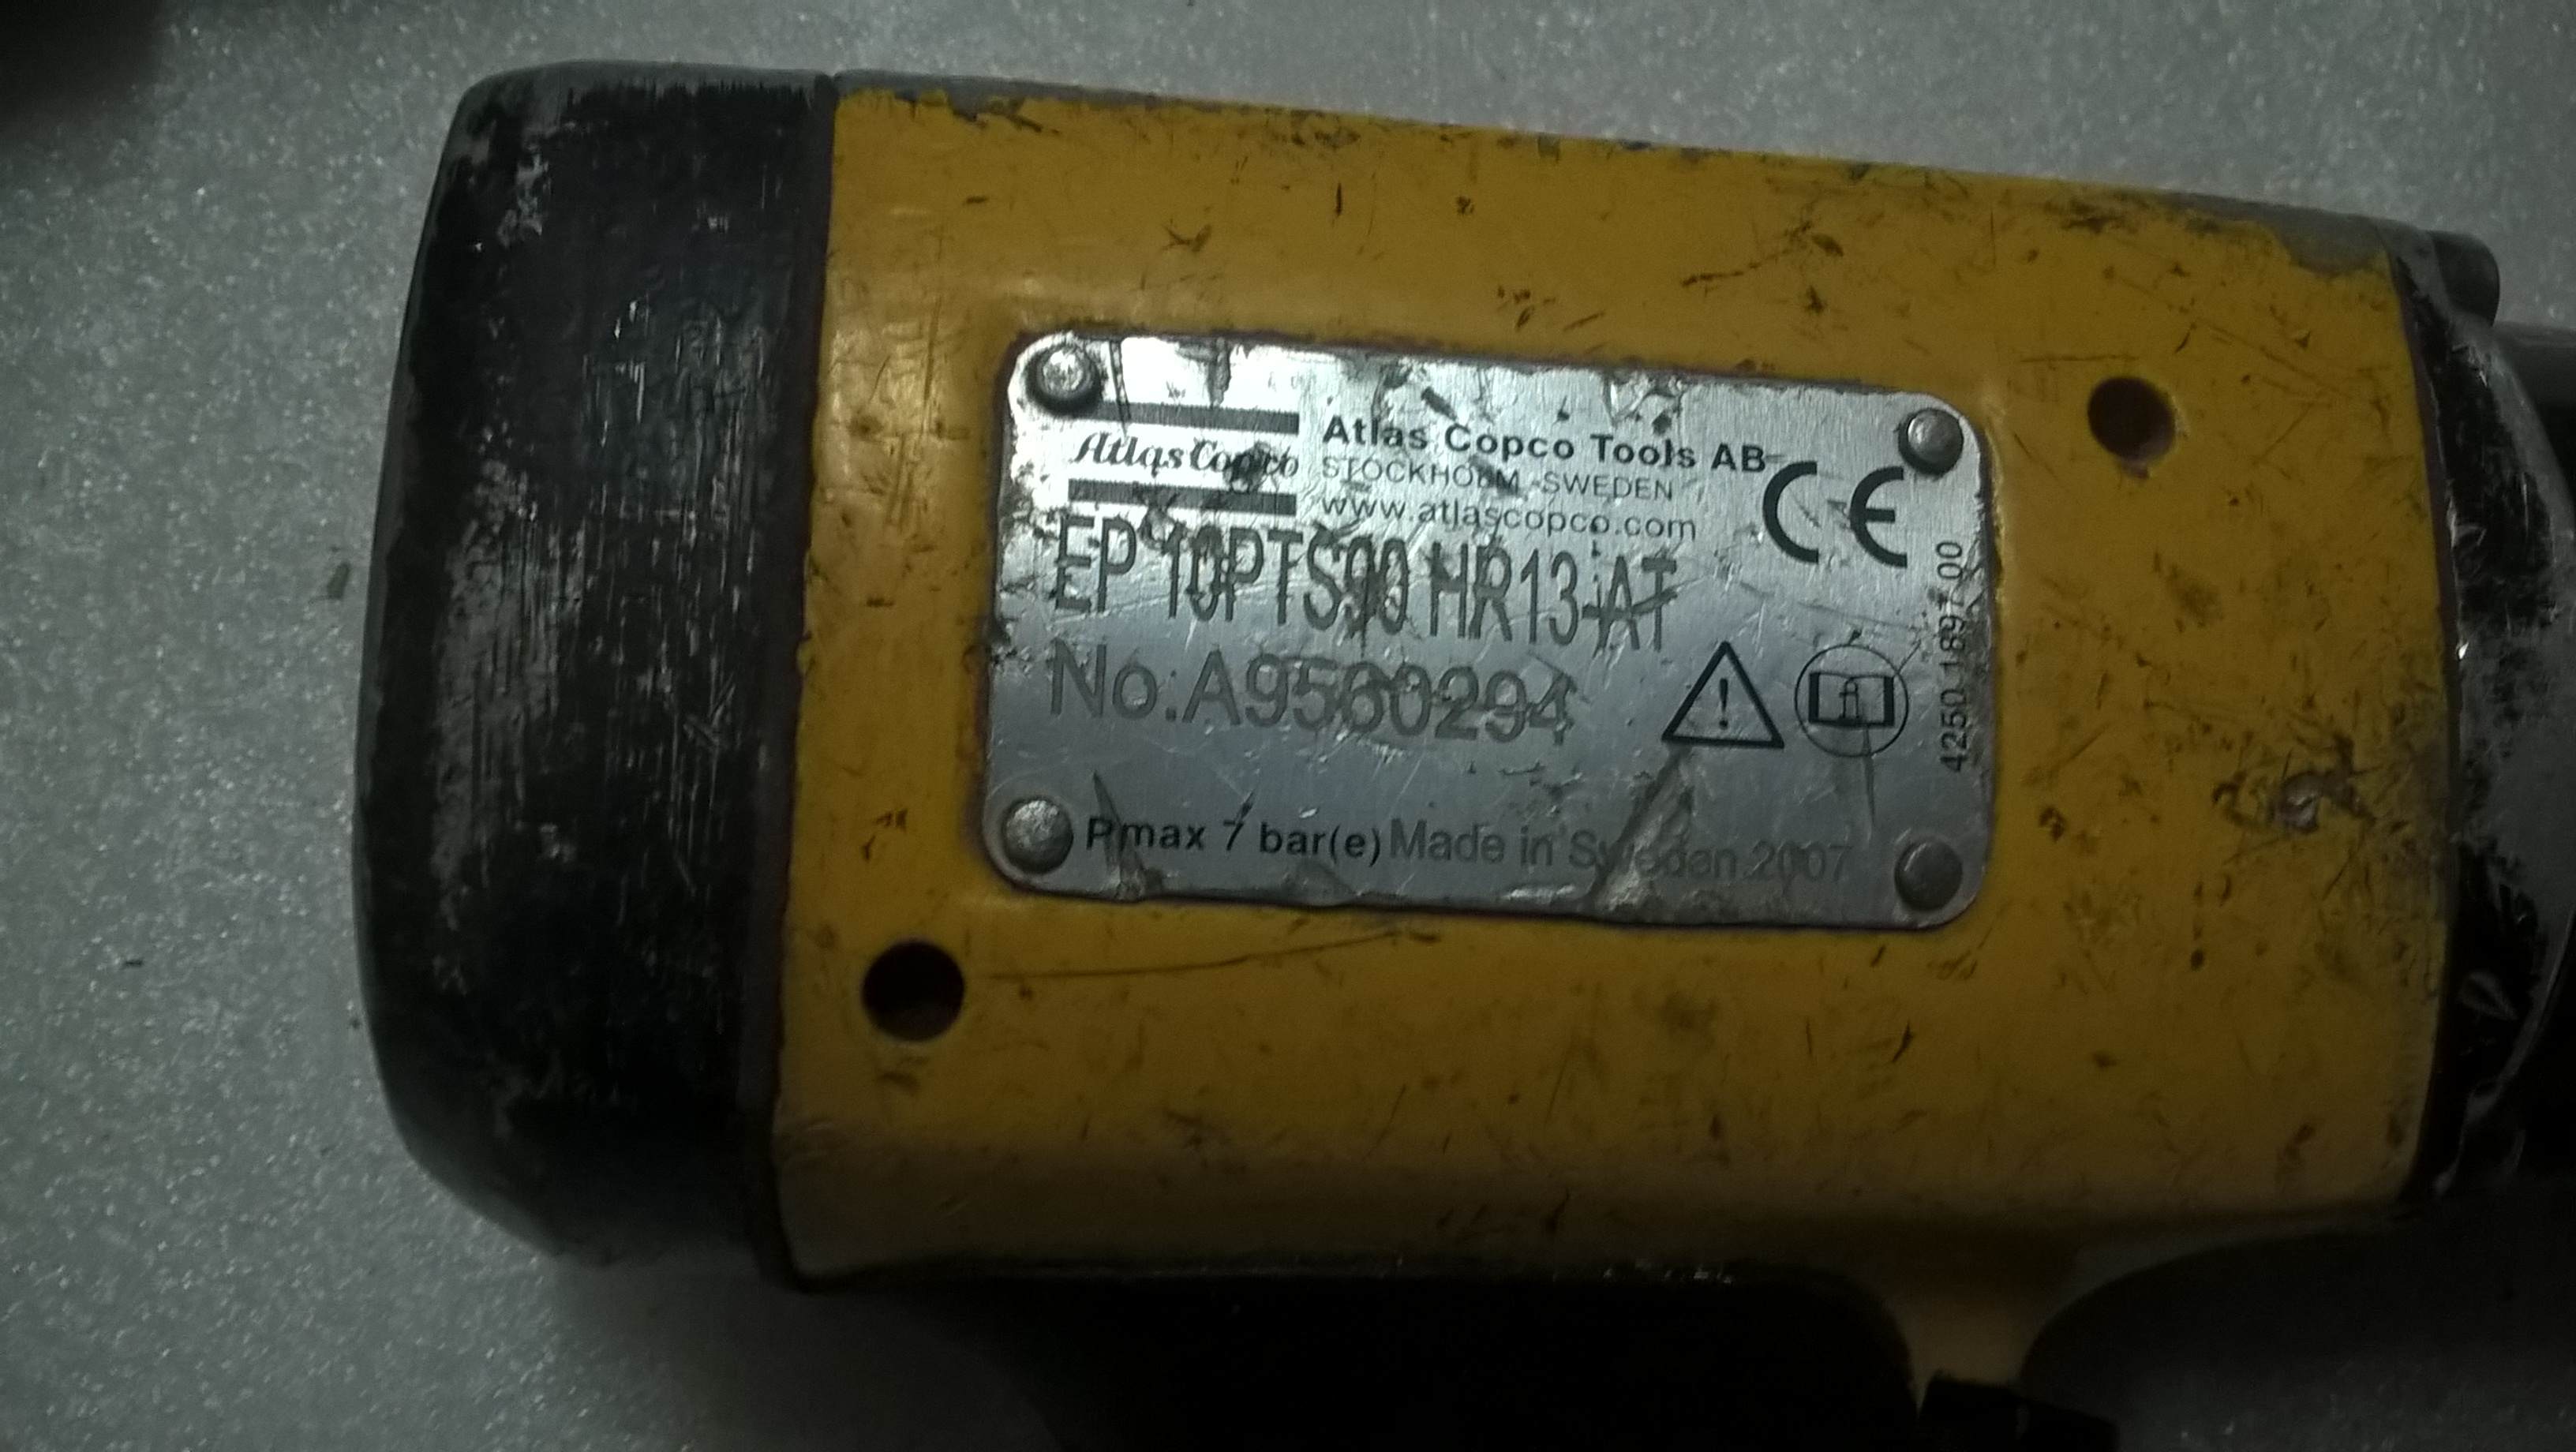 Atlas Copco
Atlas Copco Tools AB
STOCKHOLM - SWEDEN
www.atlascopco.com
CE
EP 10PTS90 HR13-AT
No.:A9560294
4250 1897 00
Pmax 7 bar(e) Made in Sweden.2007